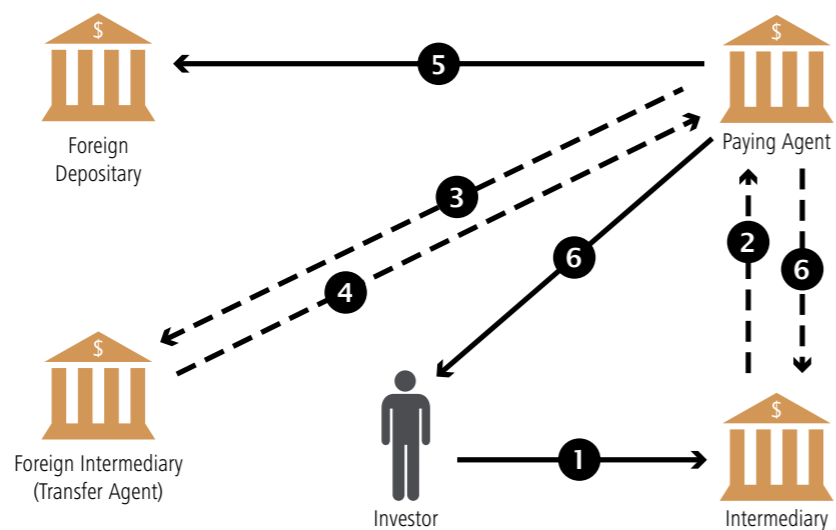 $
$
5
Foreign
Depositary
Paying Agent
3
2
6
6
4
$
Foreign Intermediary
(Transfer Agent)
1
$
Investor
Intermediary